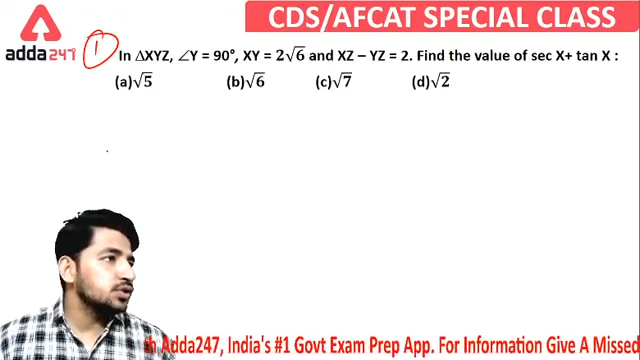 CDS/AFCAT SPECIAL CLASS
adda247
1
In ΔXYZ, ∠Y = 90°, XY = 2√6 and XZ – YZ = 2. Find the value of sec X+ tan X :
(a)√5 (b)√6 (c)√7 (d)√2
th Adda247, India's #1 Govt Exam Prep App. For Information Give A Missed